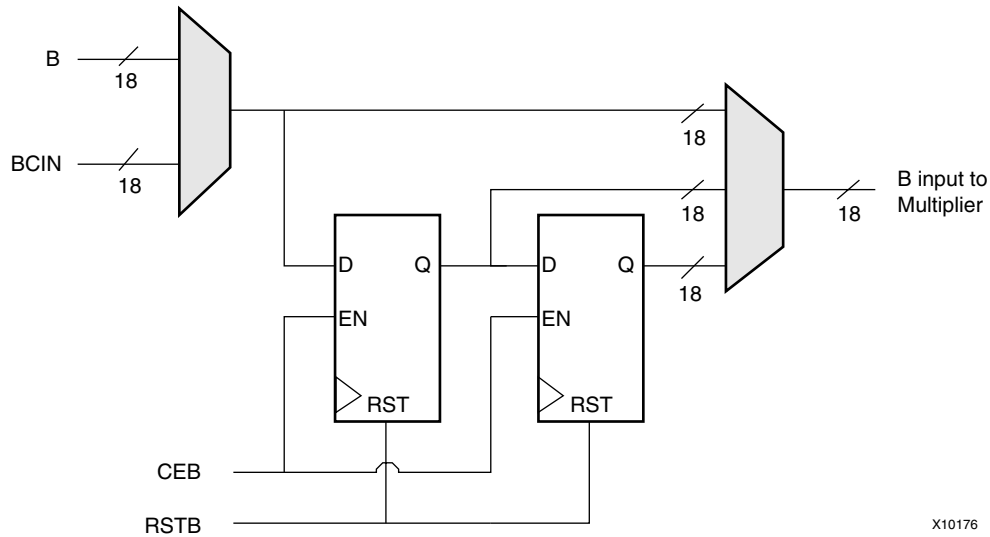 B
18
BCIN
18
18
18
B input to
Multiplier
18
18
D
Q
EN
RST
D
Q
EN
RST
CEB
RSTB
X10176